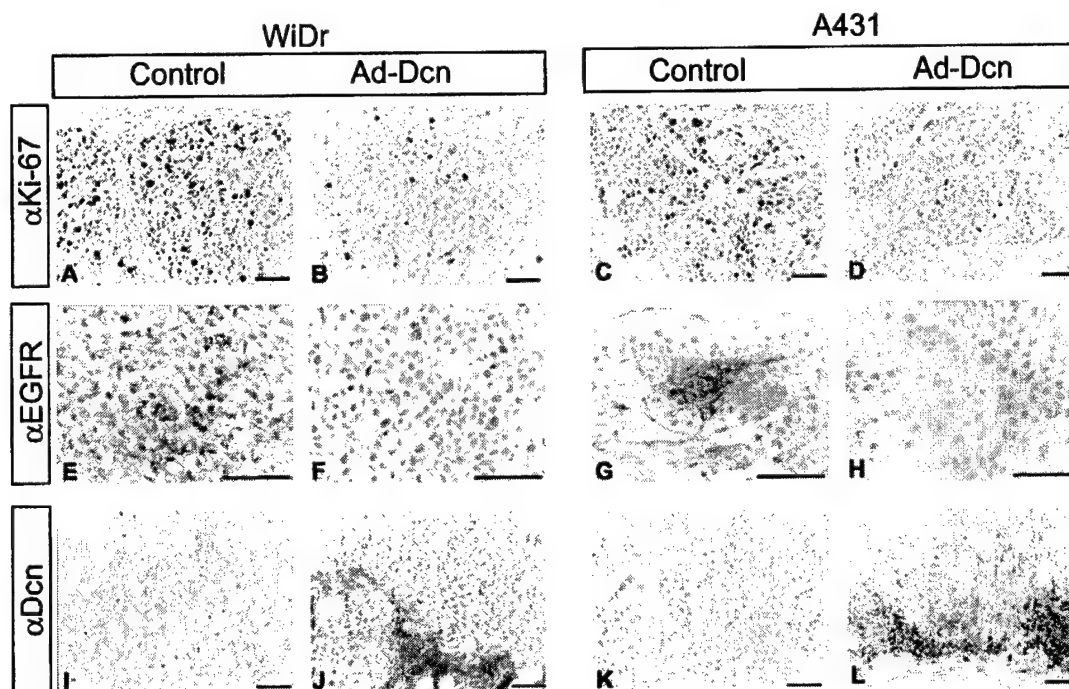 WiDr
A431
Control
Ad-Dcn
Control
Ad-Dcn
αKi-67
A
B
C
D
αEGFR
E
F
G
H
αDcn
I
J
K
L